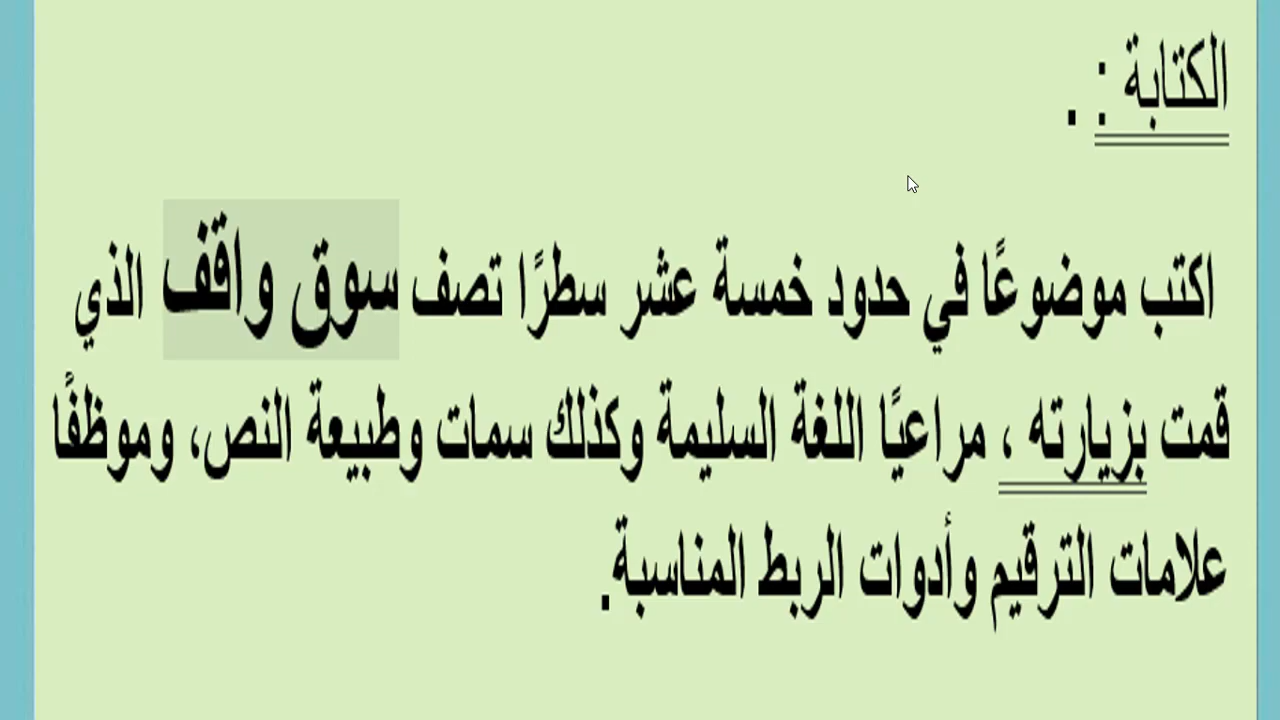 الكتابة : .
اكتب موضوعًا في حدود خمسة عشر سطرًا تصف سوق واقف الذي
قمت بزيارته ، مراعيًا اللغة السليمة وكذلك سمات وطبيعة النص، وموظفًا
علامات الترقيم وأدوات الربط المناسبة.